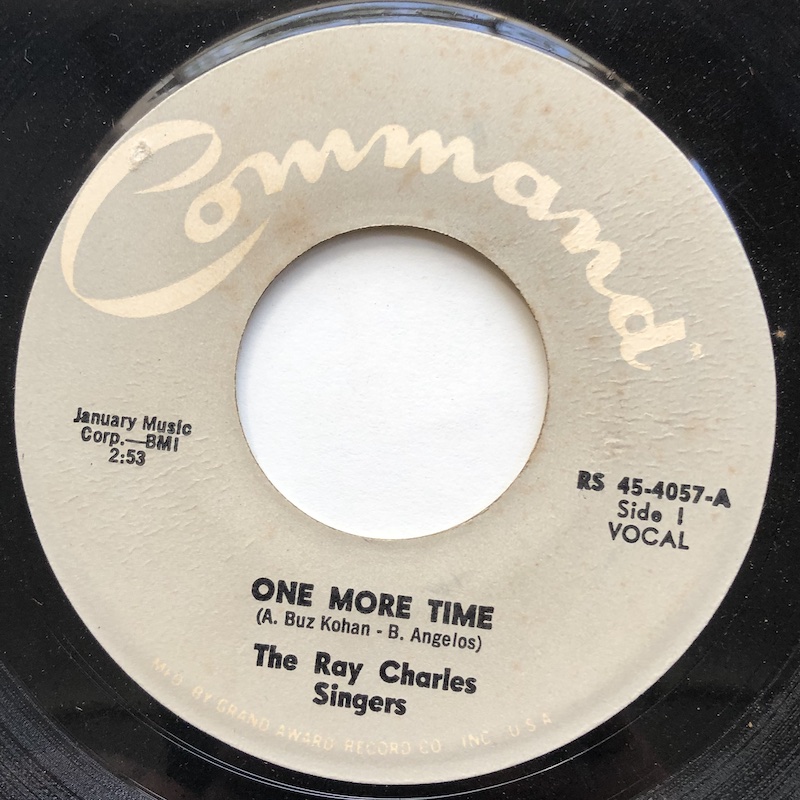 Command
January Music
Corp.—BMI
2:53
RS 45-4057-A
Side 1
VOCAL
ONE MORE TIME
(A. Buz Kohan - B. Angelos)
The Ray Charles
Singers
MFG. BY GRAND AWARD RECORD CO. INC. U.S.A